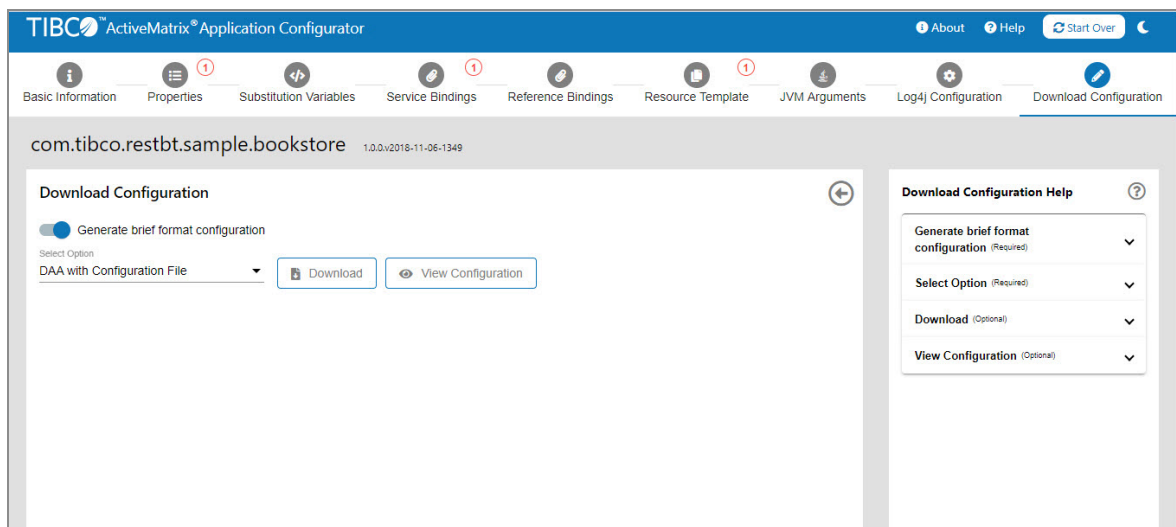 TIBCO™ ActiveMatrix® Application Configurator
About Help Start Over
1 1 1
Basic Information Properties Substitution Variables Service Bindings Reference Bindings Resource Template JVM Arguments Log4j Configuration Download Configuration
com.tibco.restbt.sample.bookstore 1.0.0.v2018-11-06-1349
Download Configuration
Generate brief format configuration
Select Option
DAA with Configuration File
Download
View Configuration
Download Configuration Help
Generate brief format
configuration (Required)
Select Option (Required)
Download (Optional)
View Configuration (Optional)